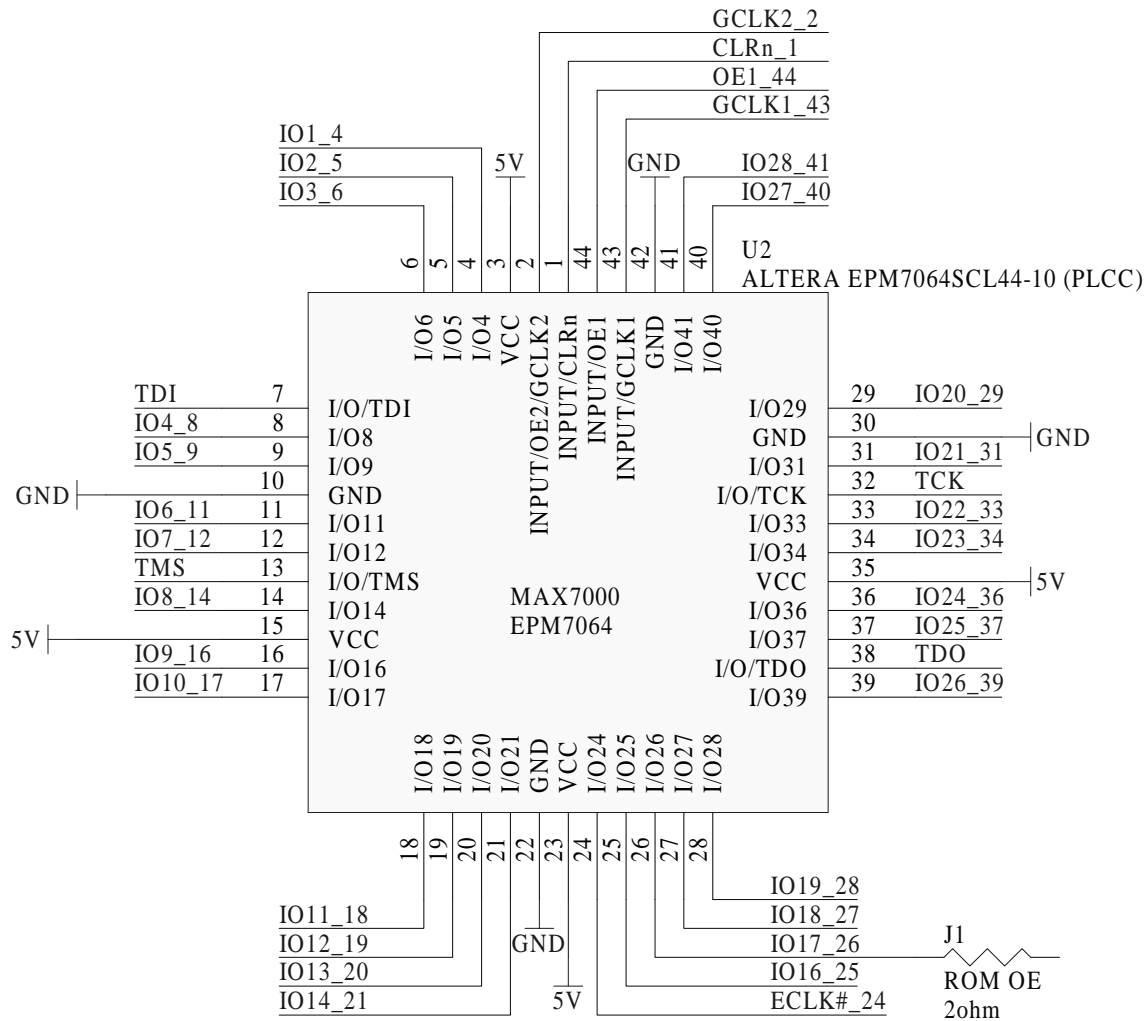 GCLK2_2
CLRn_1
OE1_44
GCLK1_43
IO1_4
IO2_5
IO3_6
5V
GND
IO28_41
IO27_40
6
5
4
3
2
1
44
43
42
41
40
U2
ALTERA EPM7064SCL44-10 (PLCC)
I/O6
I/O5
I/O4
VCC
INPUT/OE2/GCLK2
INPUT/CLRn
INPUT/OE1
INPUT/GCLK1
GND
I/O41
I/O40
TDI 7 I/O/TDI
IO4_8 8 I/O8
IO5_9 9 I/O9
GND 10 GND
IO6_11 11 I/O11
IO7_12 12 I/O12
TMS 13 I/O/TMS
IO8_14 14 I/O14
5V 15 VCC
IO9_16 16 I/O16
IO10_17 17 I/O17
I/O29 29 IO20_29
GND 30 GND
I/O31 31 IO21_31
I/O/TCK 32 TCK
I/O33 33 IO22_33
I/O34 34 IO23_34
VCC 35 5V
I/O36 36 IO24_36
I/O37 37 IO25_37
I/O/TDO 38 TDO
I/O39 39 IO26_39
MAX7000
EPM7064
I/O18
I/O19
I/O20
I/O21
GND
VCC
I/O24
I/O25
I/O26
I/O27
I/O28
18
19
20
21
22
23
24
25
26
27
28
IO11_18
IO12_19
IO13_20
IO14_21
GND
5V
IO19_28
IO18_27
IO17_26
IO16_25
ECLK#_24
J1
ROM OE
2ohm